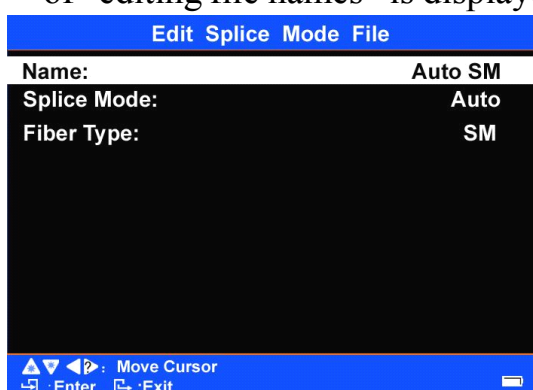 of "editing file names" is display
Edit Splice Mode File
Name: Auto SM
Splice Mode: Auto
Fiber Type: SM
: Move Cursor
:Enter :Exit